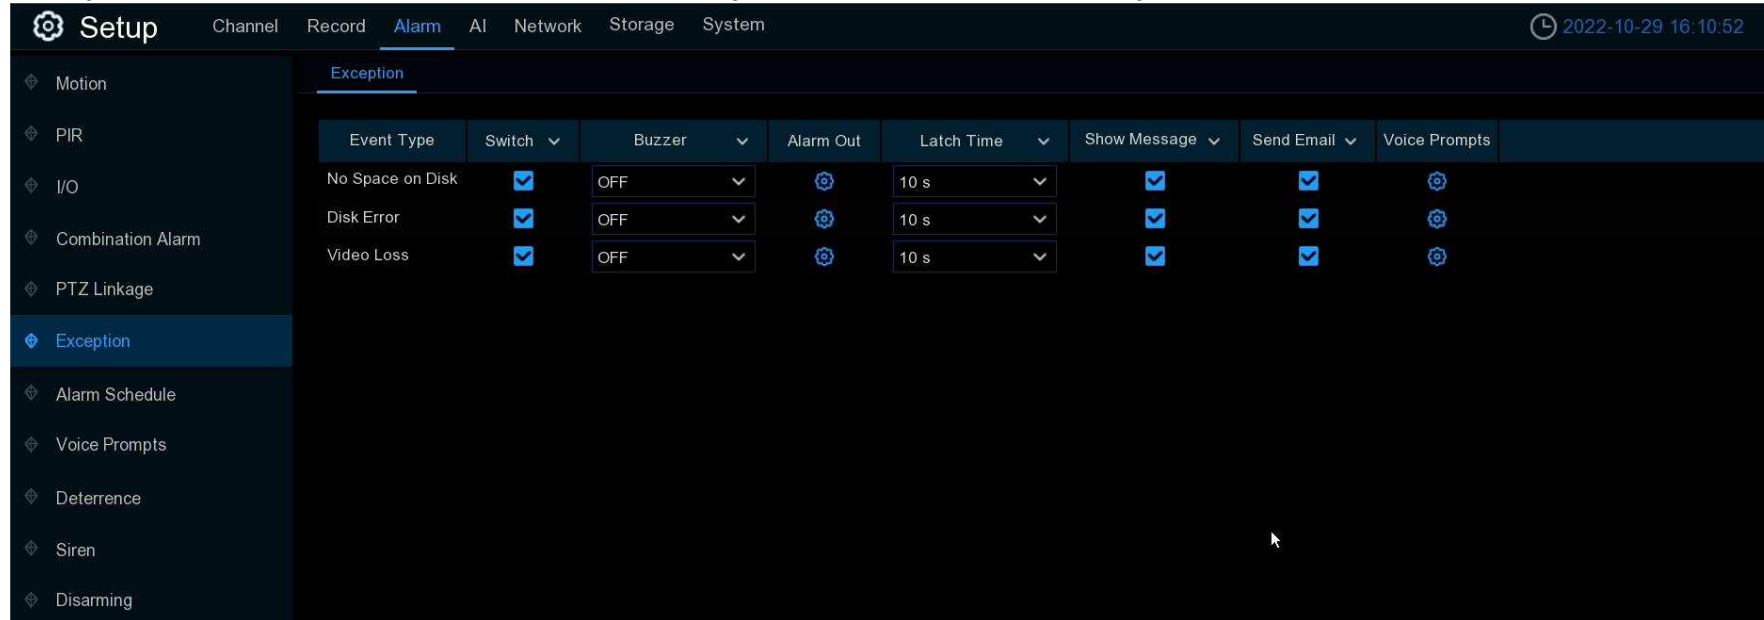 Setup Channel Record Alarm AI Network Storage System 2022-10-29 16:10:52
Motion
PIR
I/O
Combination Alarm
PTZ Linkage
Exception
Alarm Schedule
Voice Prompts
Deterrence
Siren
Disarming
Exception
Event Type Switch Buzzer Alarm Out Latch Time Show Message Send Email Voice Prompts
No Space on Disk OFF 10 s
Disk Error OFF 10 s
Video Loss OFF 10 s